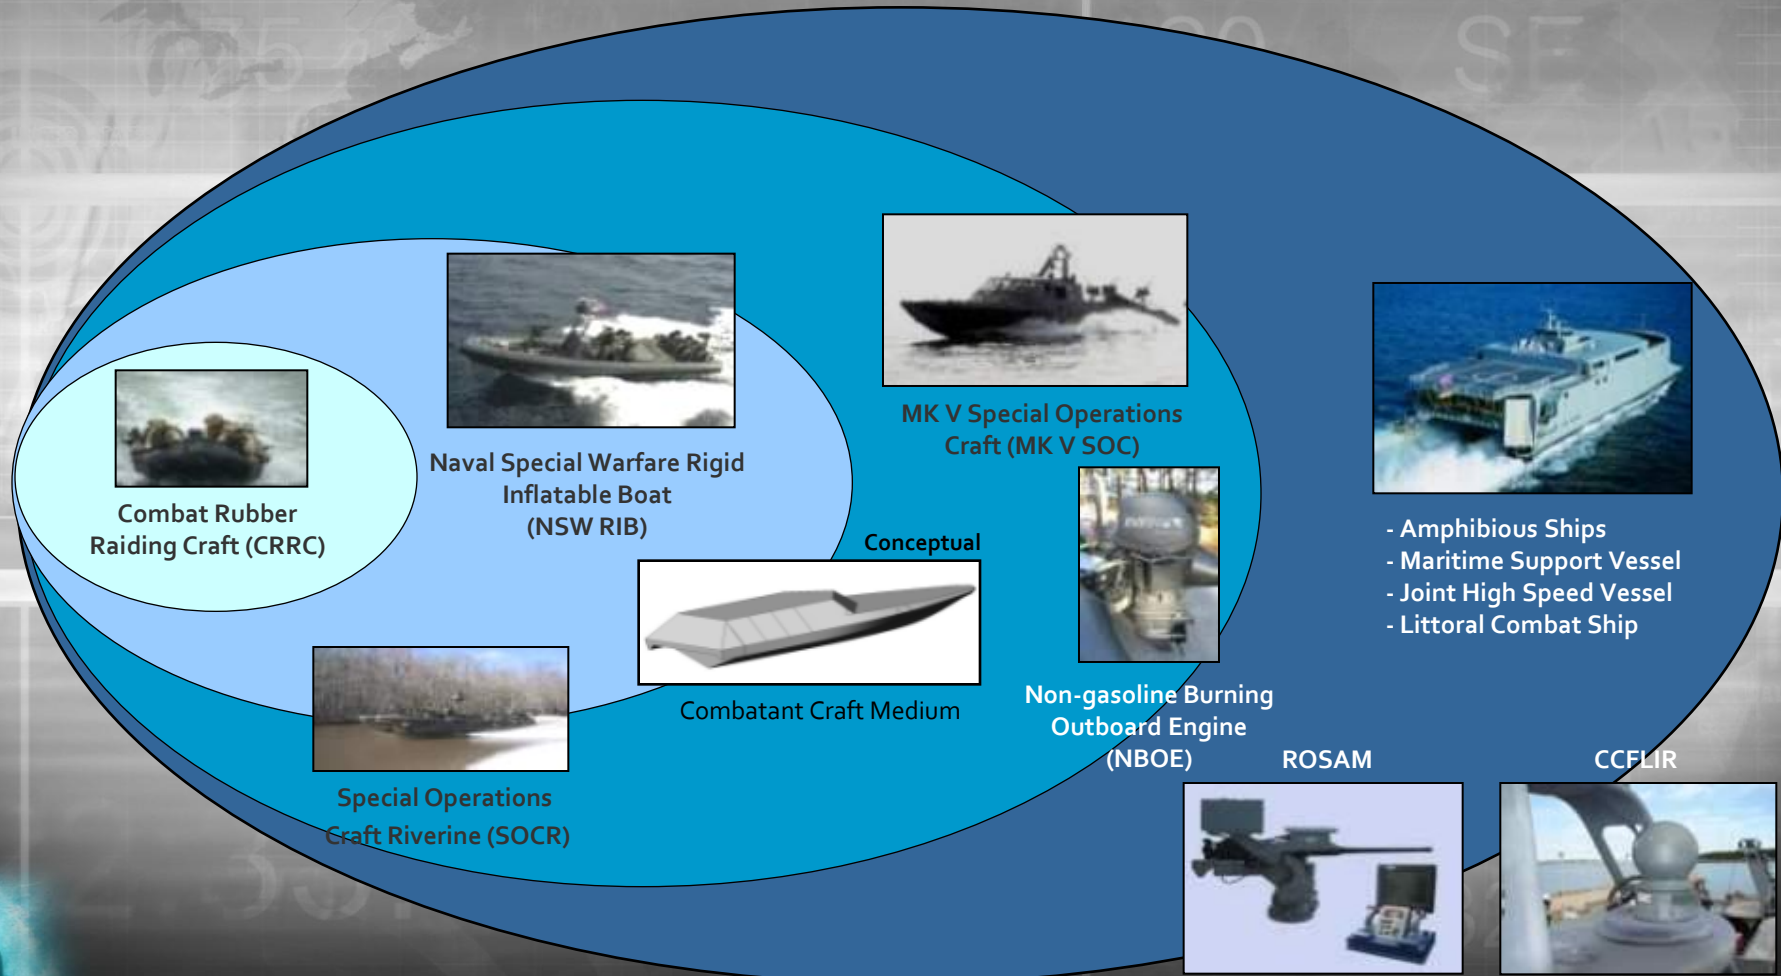 Combat Rubber
Raiding Craft (CRRC)
Naval Special Warfare Rigid
Inflatable Boat
(NSW RIB)
MK V Special Operations
Craft (MK V SOC)
Conceptual
Combatant Craft Medium
Special Operations
Craft Riverine (SOCR)
Non-gasoline Burning
Outboard Engine
(NBOE)
- Amphibious Ships
- Maritime Support Vessel
- Joint High Speed Vessel
- Littoral Combat Ship
ROSAM
CCFLIR